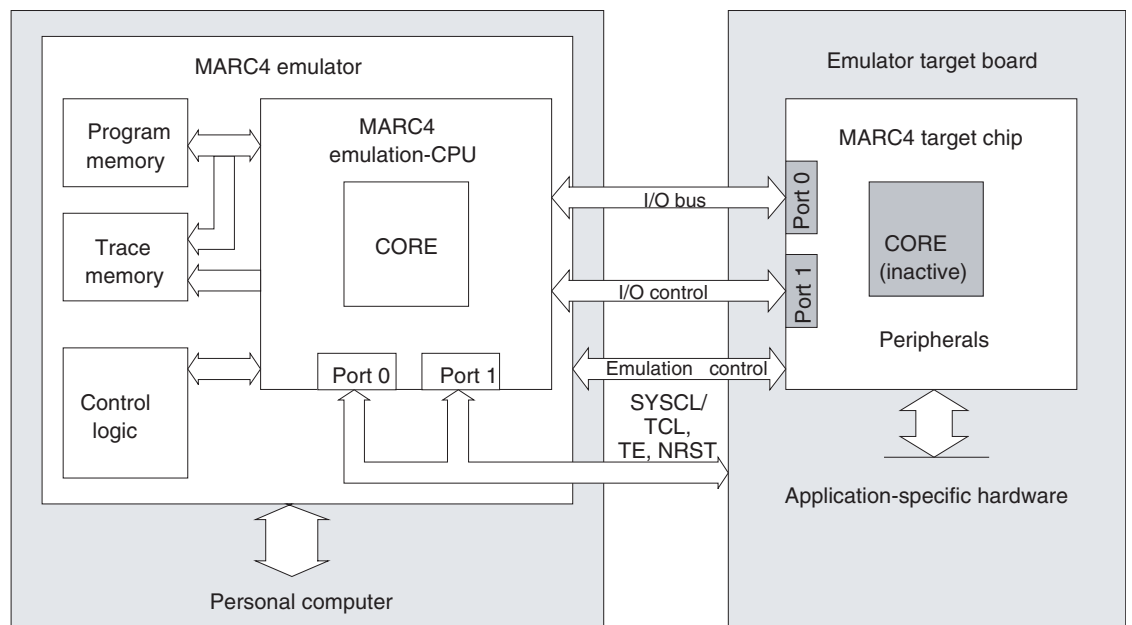 MARC4 emulator
Program
memory
Trace
memory
Control
logic
MARC4
emulation-CPU
CORE
Port 0
Port 1
Personal computer
I/O bus
I/O control
Emulation control
SYSCL/
TCL,
TE, NRST
Emulator target board
MARC4 target chip
Port 0
Port 1
CORE
(inactive)
Peripherals
Application-specific hardware